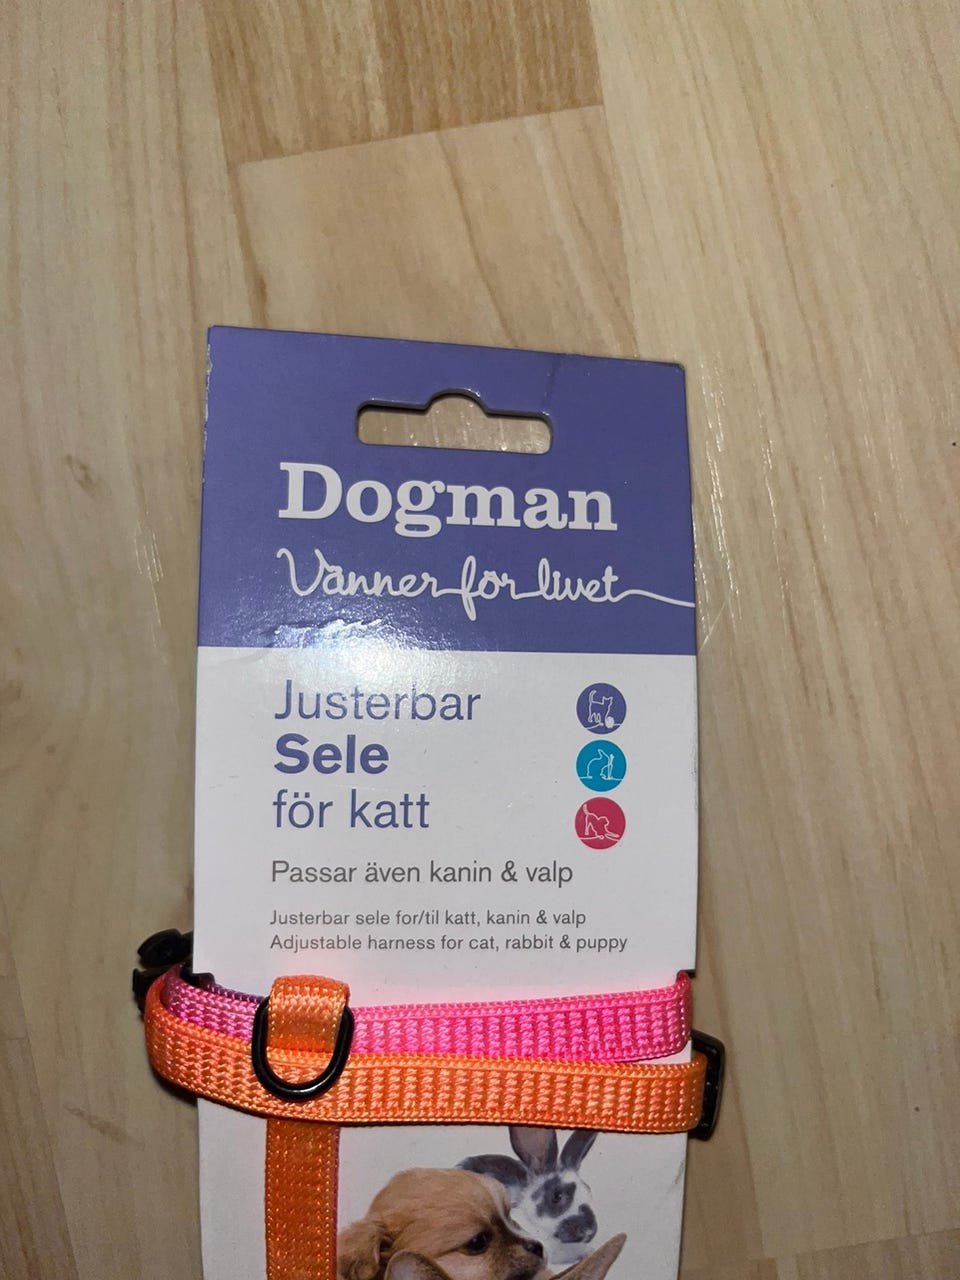 Dogman
Vänner för livet
Justerbar
Sele
för katt
Passar även kanin & valp
Justerbar sele for/til katt, kanin & valp
Adjustable harness for cat, rabbit & puppy